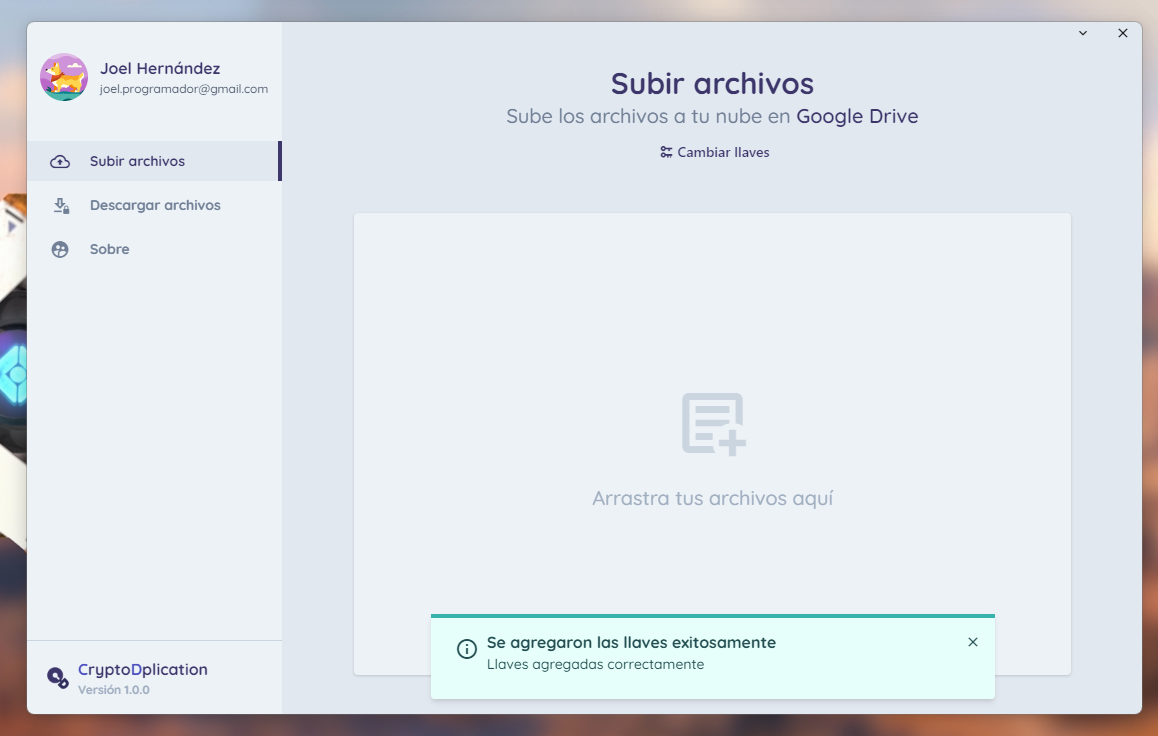 Joel Hernández
joel.programador@gmail.com
Subir archivos
Descargar archivos
Sobre
CryptoDplication
Versión 1.0.0
Subir archivos
Sube los archivos a tu nube en Google Drive
Cambiar llaves
Arrastra tus archivos aquí
Se agregaron las llaves exitosamente
Llaves agregadas correctamente